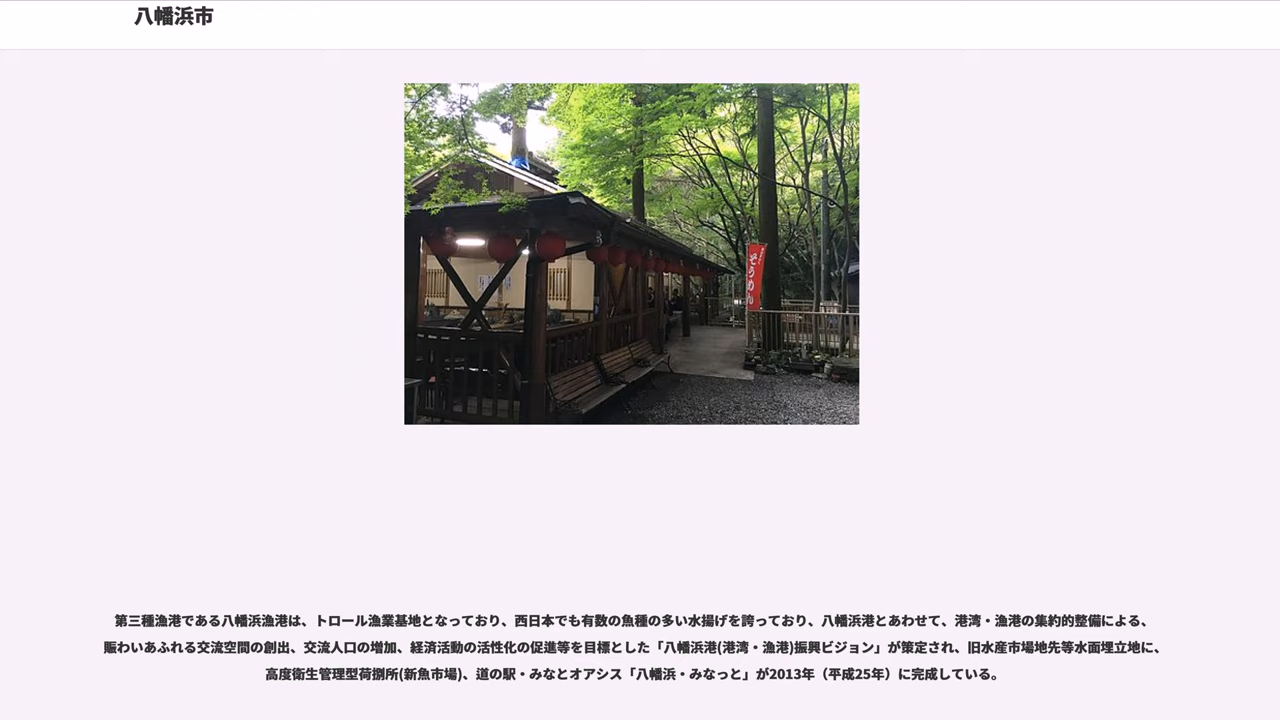 八幡浜市
そうめん
第三種漁港である八幡浜漁港は、トロール漁業基地となっており、西日本でも有数の魚種の多い水揚げを誇っており、八幡浜港とあわせて、港湾・漁港の集約的整備による、
賑わいあふれる交流空間の創出、交流人口の増加、経済活動の活性化の促進等を目標とした「八幡浜港(港湾・漁港)振興ビジョン」が策定され、旧水産市場地先等水面埋立地に、
高度衛生管理型荷捌所(新魚市場)、道の駅・みなとオアシス「八幡浜・みなっと」が2013年（平成25年）に完成している。